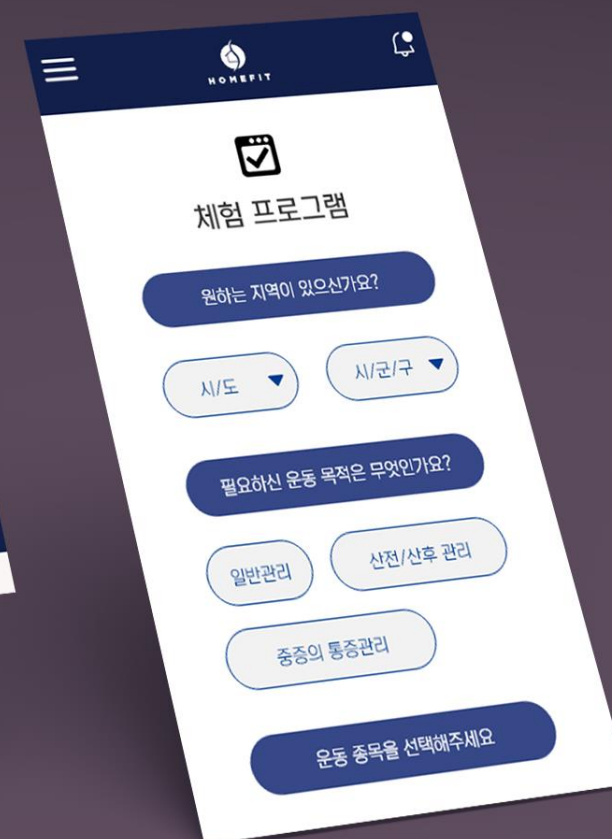 HOMEFIT
체험 프로그램
원하는 지역이 있으신가요?
시/도
시/군/구
필요하신 운동 목적은 무엇인가요?
일반관리
산전/산후 관리
중증의 통증관리
운동 종목을 선택해주세요